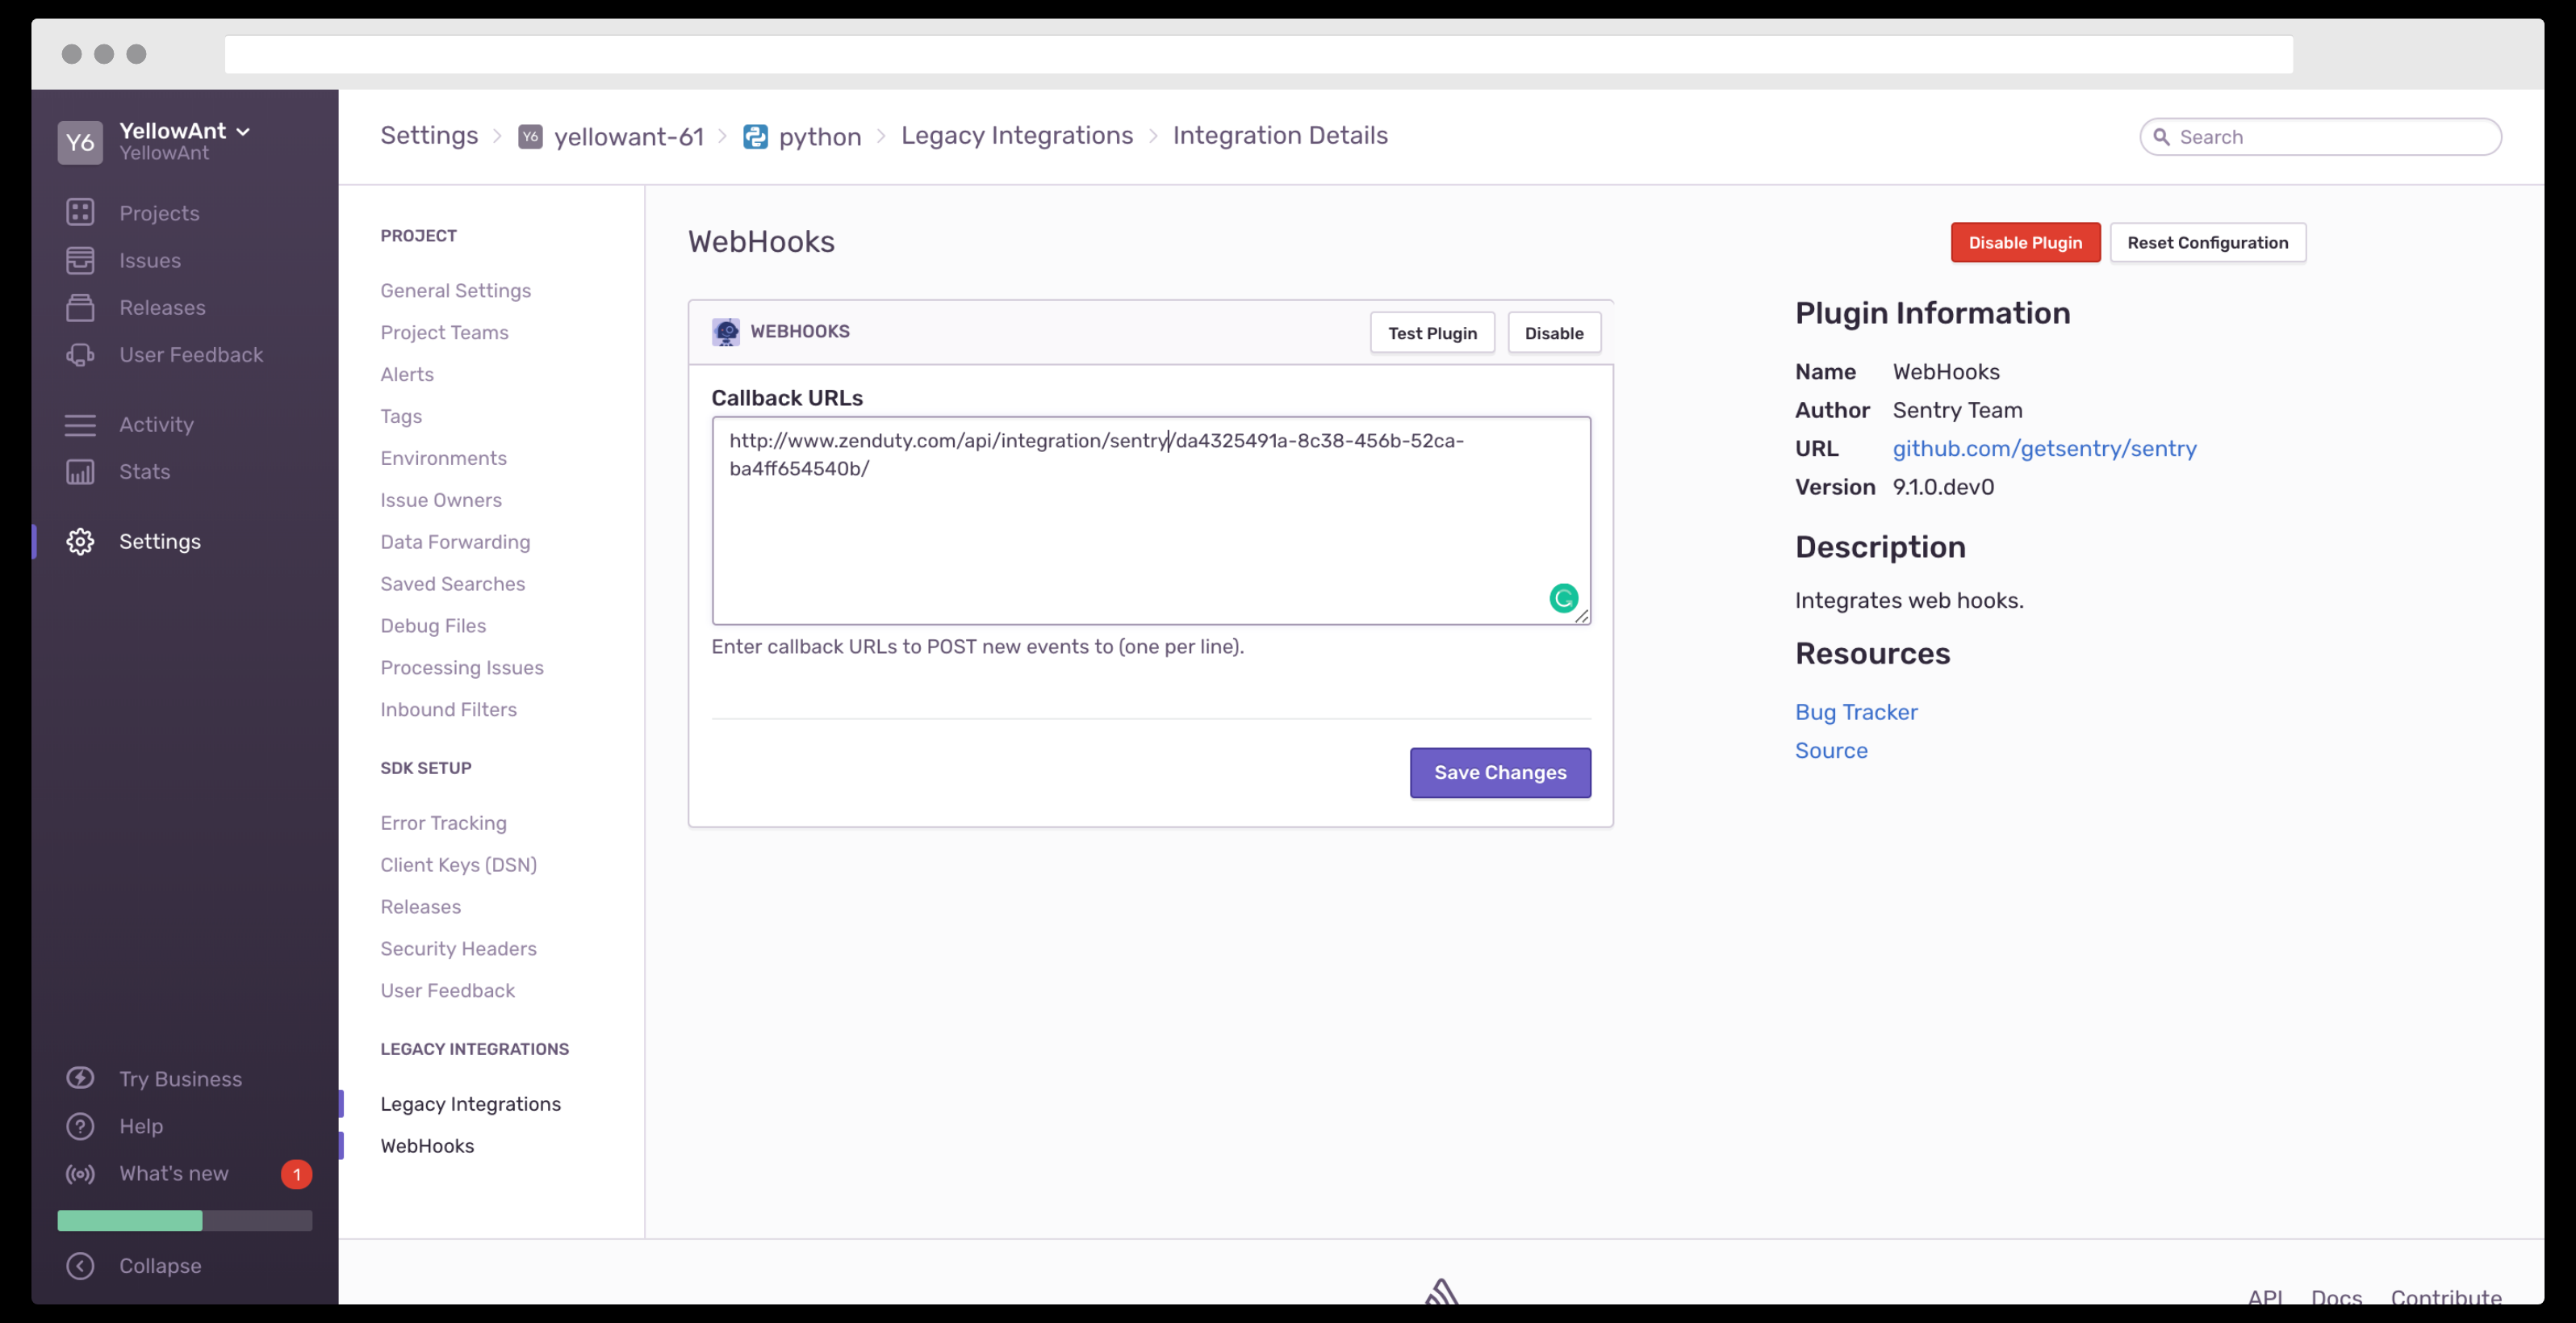 Y6
YellowAnt
YellowAnt
Projects
Issues
Releases
User Feedback
Activity
Stats
Settings
Try Business
Help
What's new
1
Collapse
Settings > Y6 yellowant-61 > python > Legacy Integrations > Integration Details
Search
PROJECT
General Settings
Project Teams
Alerts
Tags
Environments
Issue Owners
Data Forwarding
Saved Searches
Debug Files
Processing Issues
Inbound Filters
SDK SETUP
Error Tracking
Client Keys (DSN)
Releases
Security Headers
User Feedback
LEGACY INTEGRATIONS
Legacy Integrations
WebHooks
WebHooks
Disable Plugin
Reset Configuration
WEBHOOKS
Test Plugin
Disable
Callback URLs
http://www.zenduty.com/api/integration/sentry/da4325491a-8c38-456b-52ca-
ba4ff654540b/
Enter callback URLs to POST new events to (one per line).
Save Changes
Plugin Information
Name WebHooks
Author Sentry Team
URL github.com/getsentry/sentry
Version 9.1.0.dev0
Description
Integrates web hooks.
Resources
Bug Tracker
Source
API Docs Contribute